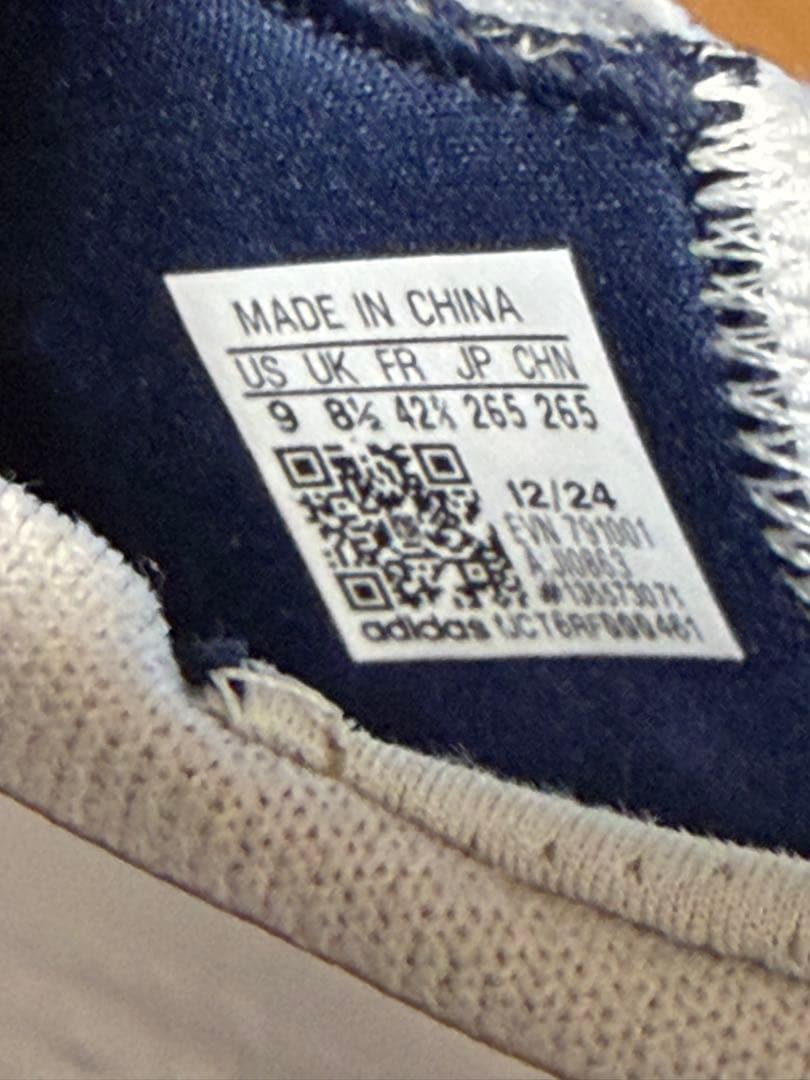 MADE IN CHINA
US UK FR JP CHN
9 8½ 42⅔ 265 265
12/24
EVN 791001
#135573071
adidas